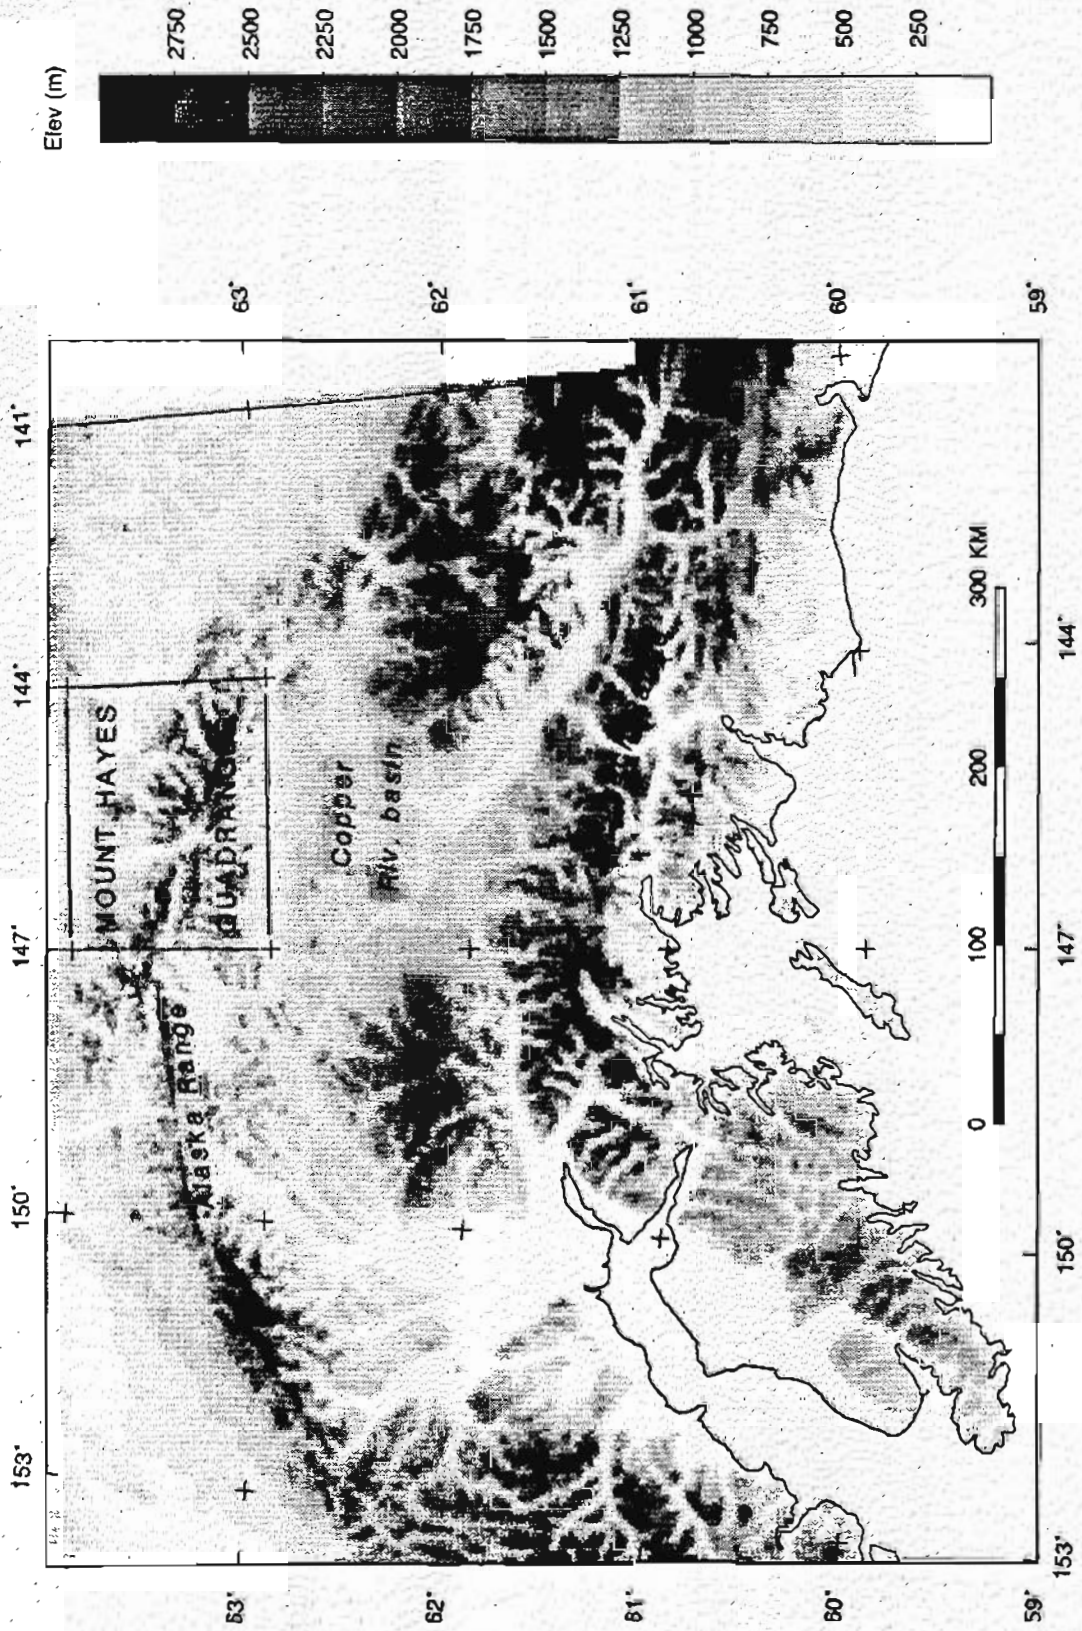 153° 150° 147° 144° 141°
MOUNT HAYES
QUADRANGLE
Alaska Range
Copper
Riv. basin
63° 62° 61° 60° 59°
63° 62° 61° 60° 59°
0 100 200 300 KM
153° 150° 147° 144°
Elev (m)
2750
2500
2250
2000
1750
1500
1250
1000
750
500
250